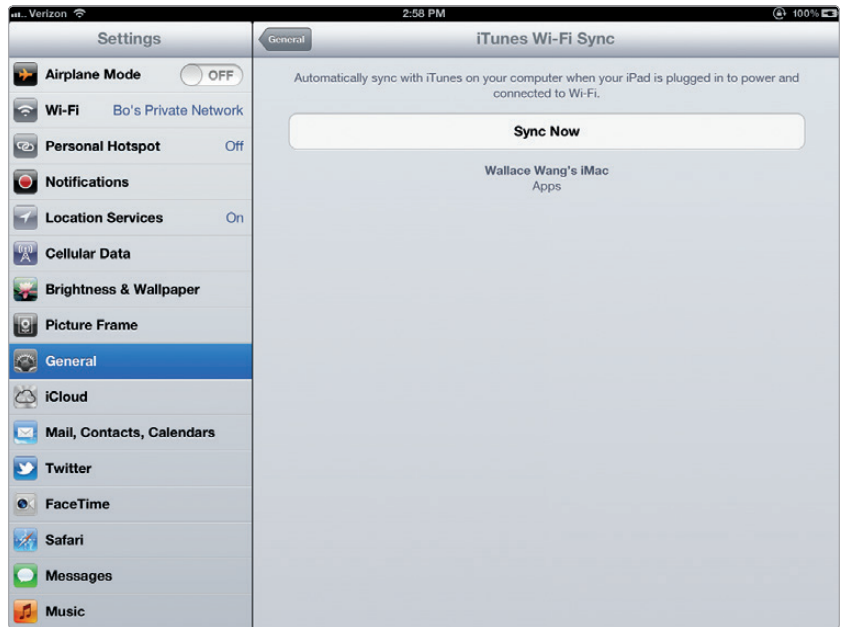 Verizon
2:58 PM
100%
Settings
General
iTunes Wi-Fi Sync
Airplane Mode OFF
Wi-Fi Bo's Private Network
Personal Hotspot Off
Notifications
Location Services On
Cellular Data
Brightness & Wallpaper
Picture Frame
General
iCloud
Mail, Contacts, Calendars
Twitter
FaceTime
Safari
Messages
Music
Automatically sync with iTunes on your computer when your iPad is plugged in to power and
connected to Wi-Fi.
Sync Now
Wallace Wang's iMac
Apps